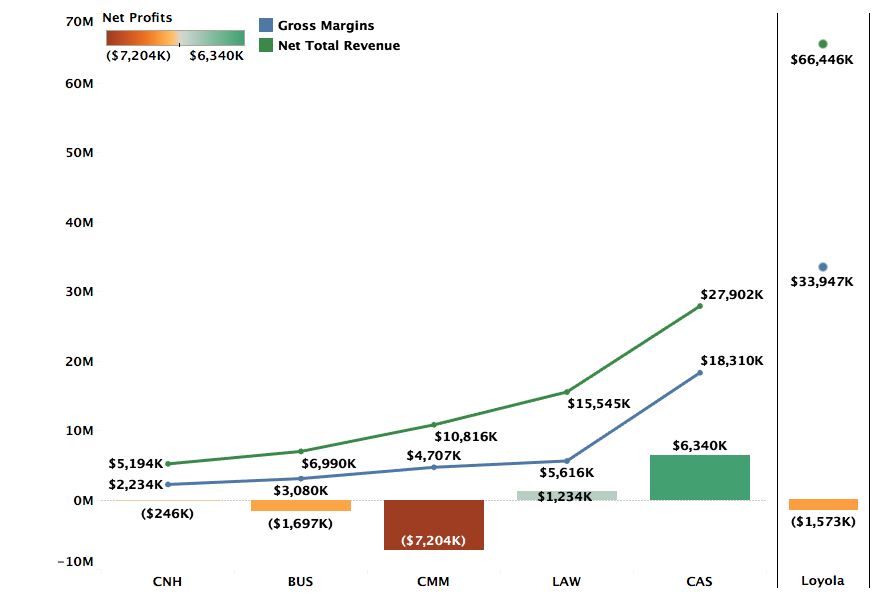 70M
Net Profits
($7,204K) $6,340K
Gross Margins
Net Total Revenue
60M
50M
40M
30M
20M
10M
0M
−10M
$5,194K
$6,990K
$10,816K
$15,545K
$27,902K
$66,446K
$2,234K
$3,080K
$4,707K
$5,616K
$18,310K
$33,947K
($246K)
($1,697K)
($7,204K)
$1,234K
$6,340K
($1,573K)
CNH BUS CMM LAW CAS Loyola